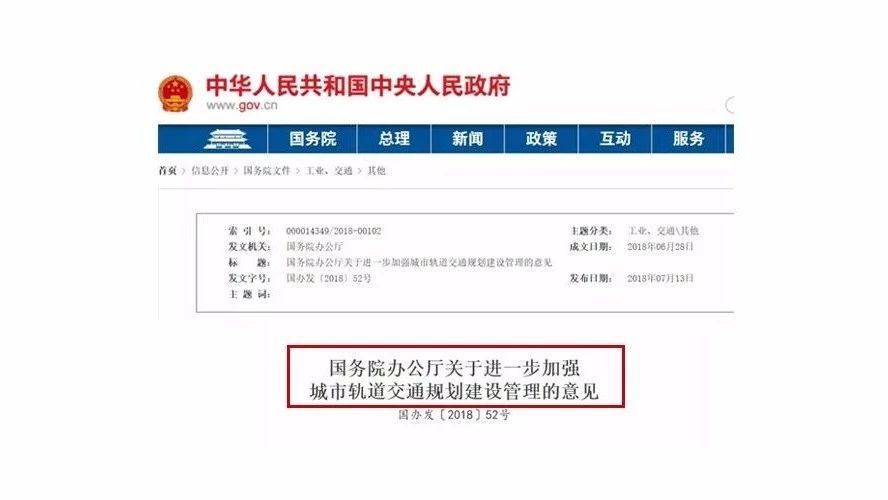 中华人民共和国中央人民政府
www.gov.cn
国务院 总理 新闻 政策 互动 服务
首页 > 信息公开 > 国务院文件 > 工业、交通 > 其他
索 引 号： 000014349/2018-00102 主题分类： 工业、交通\其他
发文机关： 国务院办公厅 成文日期： 2018年06月28日
标 题： 国务院办公厅关于进一步加强城市轨道交通规划建设管理的意见
发文字号： 国办发〔2018〕52号 发布日期： 2018年07月13日
主 题 词：
国务院办公厅关于进一步加强
城市轨道交通规划建设管理的意见
国办发〔2018〕52号